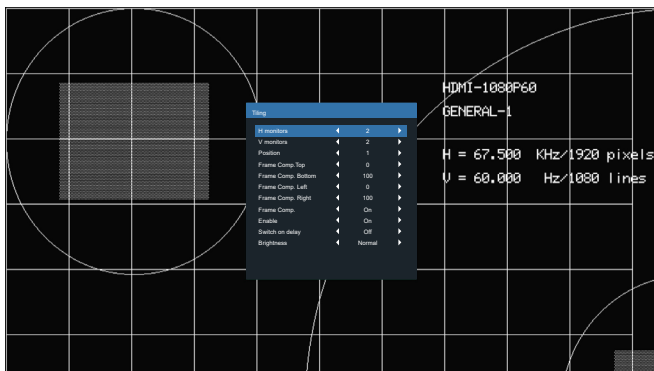 HDMI-1080P60
GENERAL-1
H = 67.500 KHz/1920 pixels
V = 60.000 Hz/1080 lines
Tiling
H monitors 2
V monitors 2
Position 1
Frame Comp.Top 0
Frame Comp. Bottom 100
Frame Comp. Left 0
Frame Comp. Right 100
Frame Comp. On
Enable On
Switch on delay Off
Brightness Normal